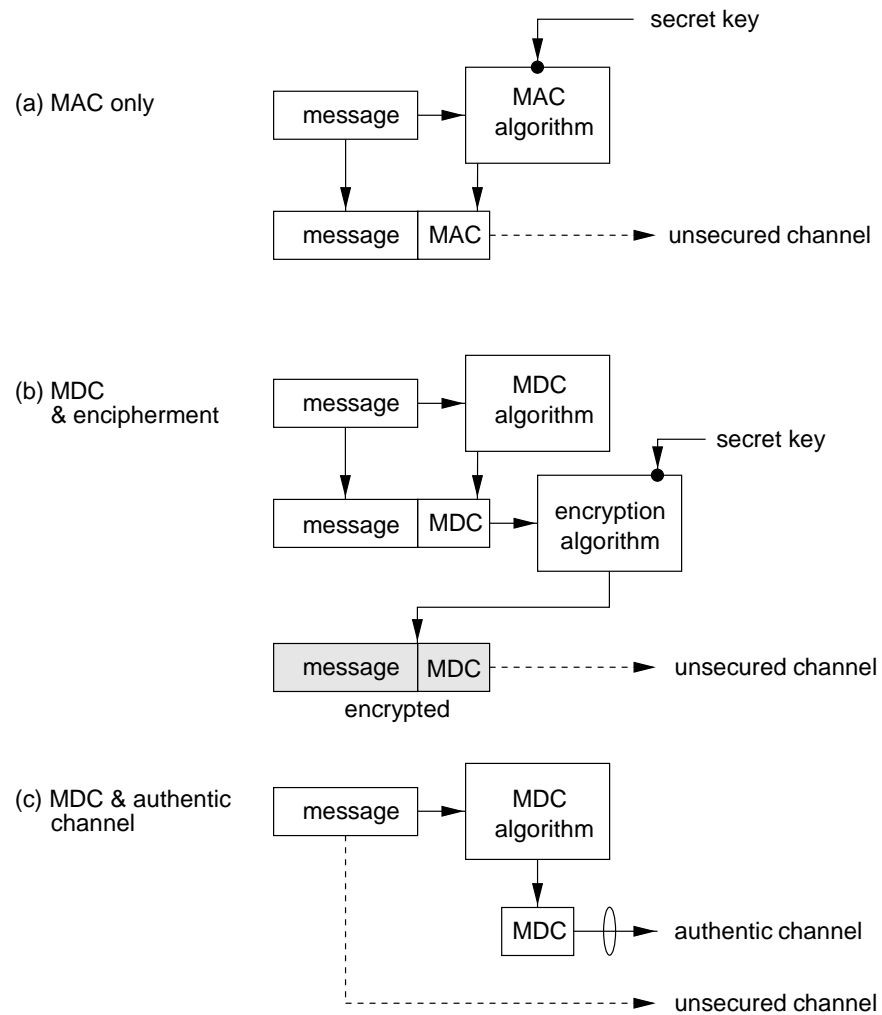 secret key
(a) MAC only
message
MAC
algorithm
message
MAC
unsecured channel
(b) MDC
& encipherment
message
MDC
algorithm
secret key
message
MDC
encryption
algorithm
message
MDC
unsecured channel
encrypted
(c) MDC & authentic
channel
message
MDC
algorithm
MDC
authentic channel
unsecured channel